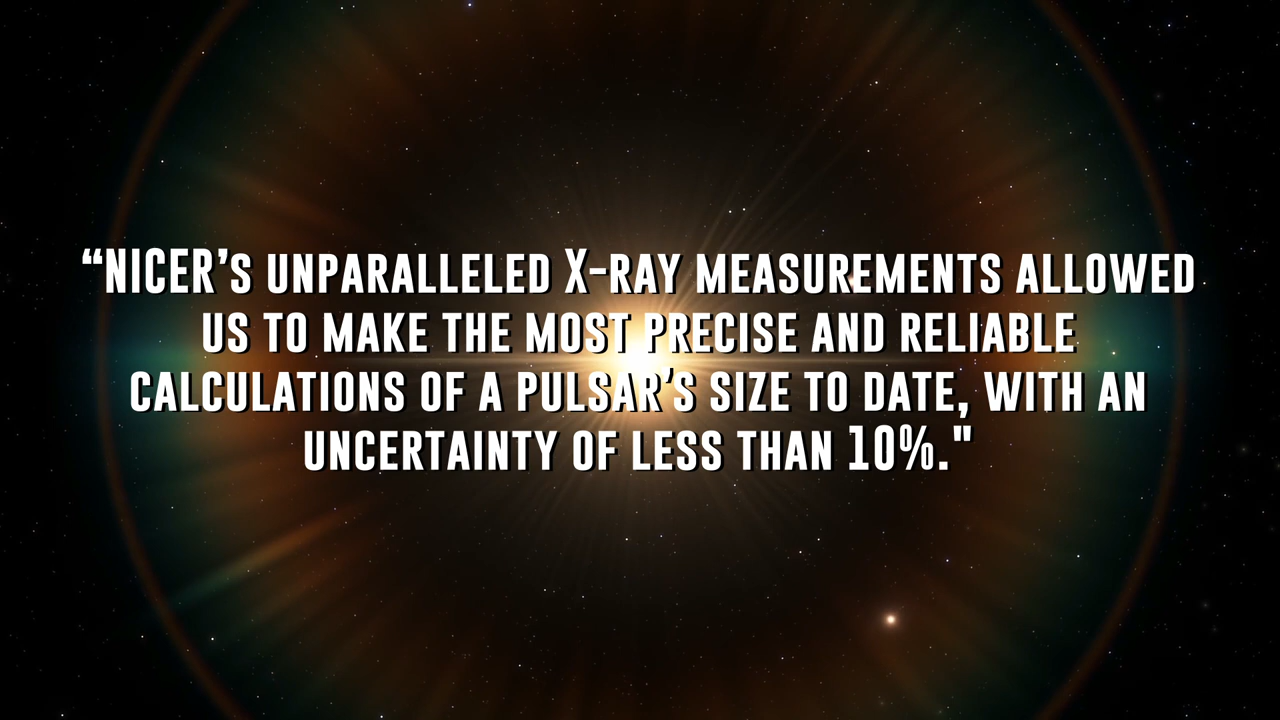 “NICER’s unparalleled X-ray measurements allowed
us to make the most precise and reliable
calculations of a pulsar’s size to date, with an
uncertainty of less than 10%."